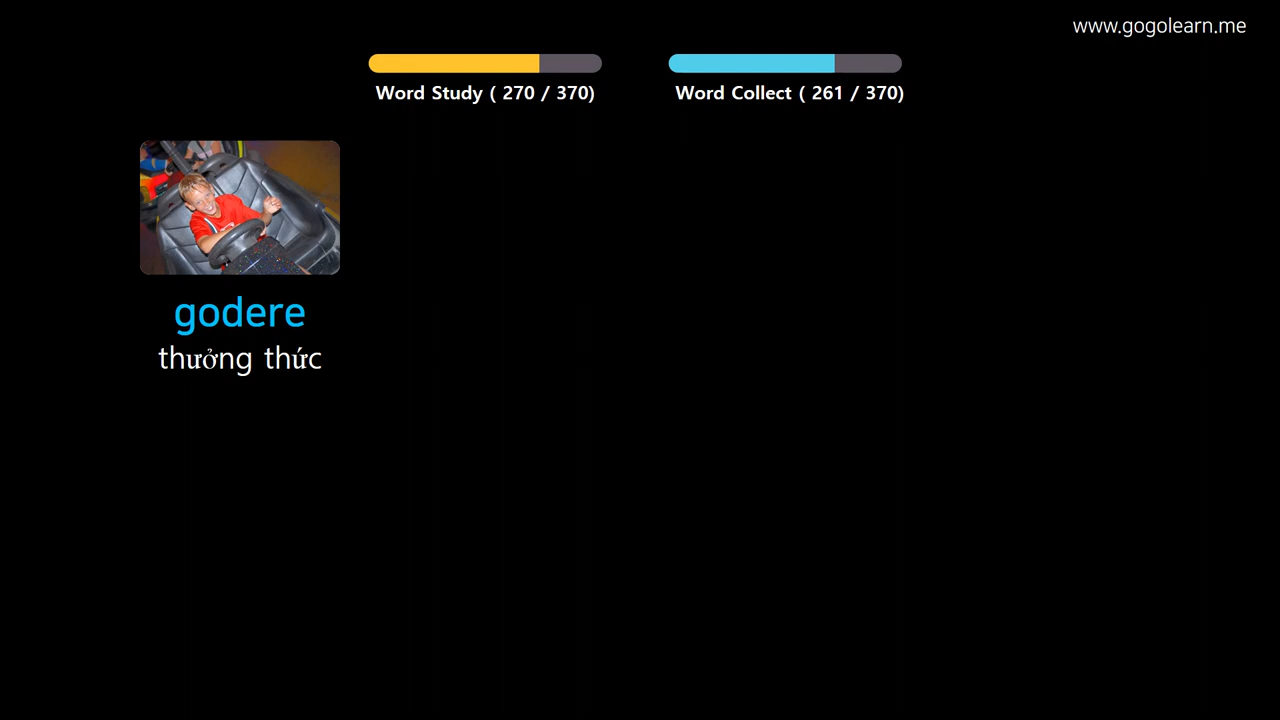 www.gogolearn.me
Word Study ( 270 / 370)
Word Collect ( 261 / 370)
godere
thưởng thức